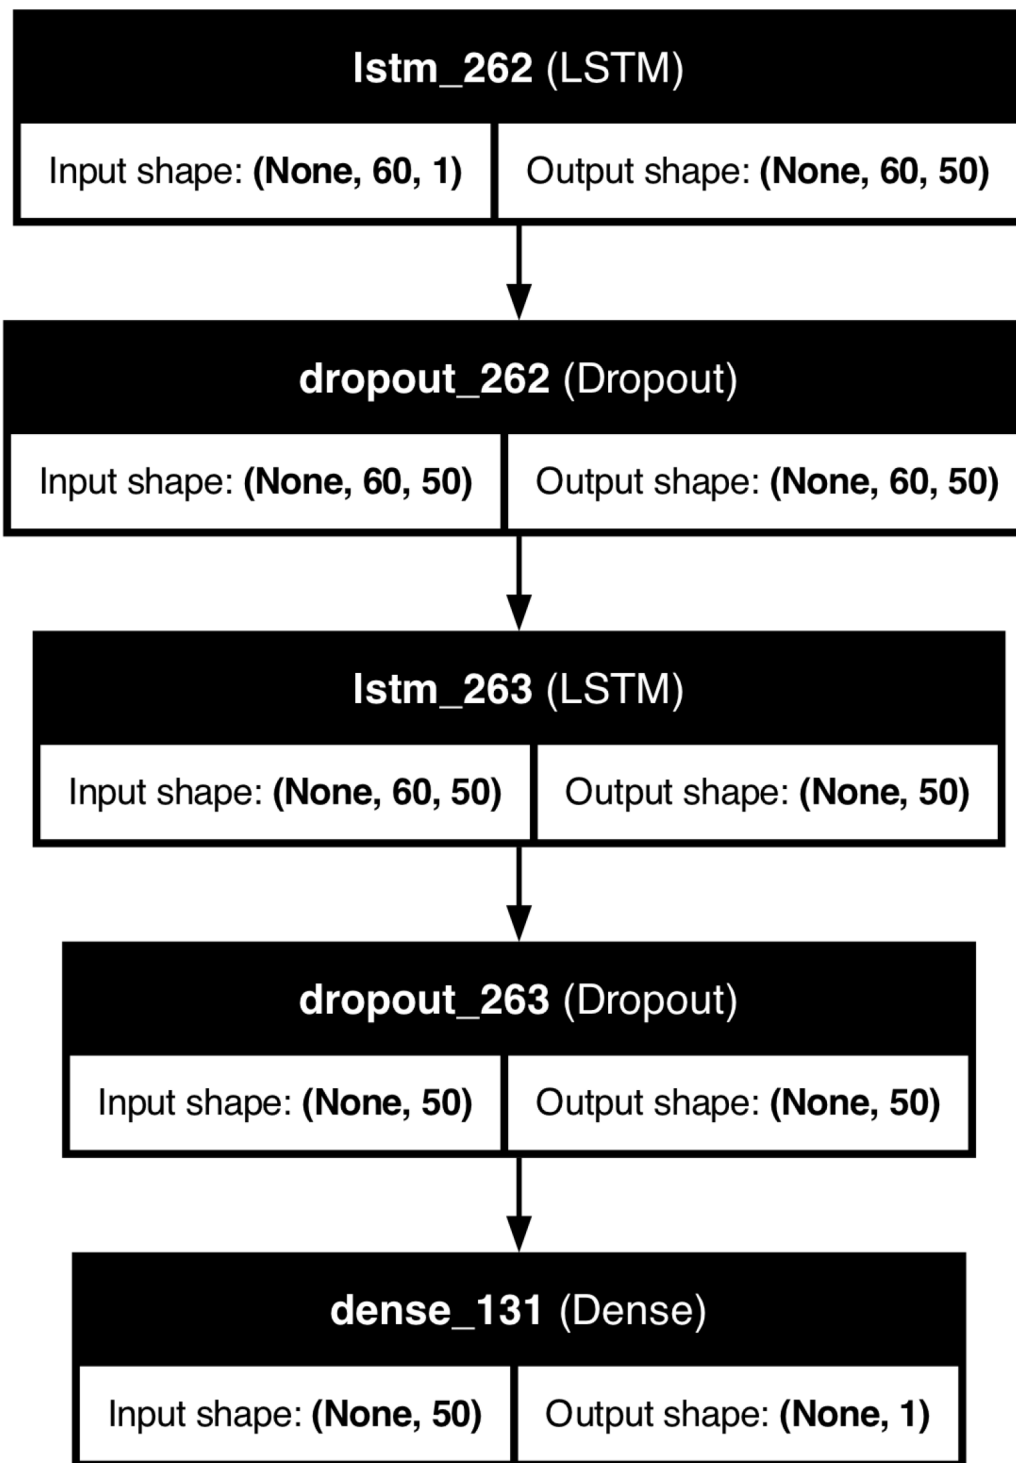 lstm_262 (LSTM)
Input shape: (None, 60, 1) Output shape: (None, 60, 50)
dropout_262 (Dropout)
Input shape: (None, 60, 50) Output shape: (None, 60, 50)
lstm_263 (LSTM)
Input shape: (None, 60, 50) Output shape: (None, 50)
dropout_263 (Dropout)
Input shape: (None, 50) Output shape: (None, 50)
dense_131 (Dense)
Input shape: (None, 50) Output shape: (None, 1)